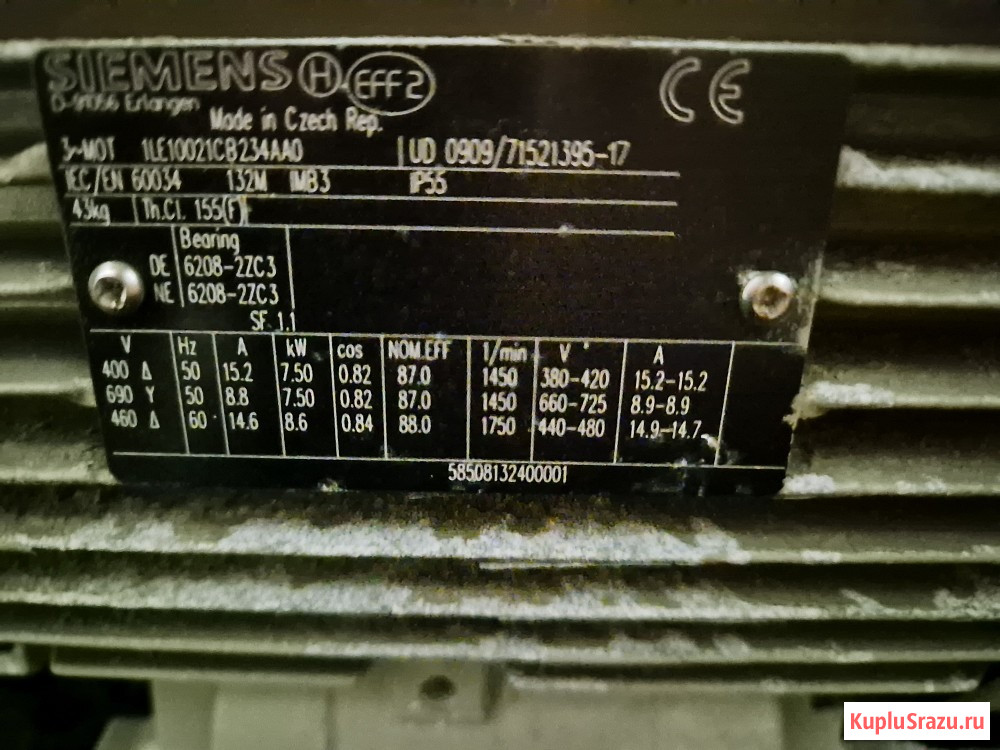 SIEMENS H EFF2 CE
D-91056 Erlangen
Made in Czech Rep.
3~MOT 1LE10021CB234AA0 UD 0909/71521395-17
IEC/EN 60034 132M IMB3 IP55
43kg Th.Cl. 155(F)
Bearing
DE 6208-2ZC3
NE 6208-2ZC3
SF 1.1
V Hz A kW cos NOM.EFF 1/min V A
400 Δ 50 15.2 7.50 0.82 87.0 1450 380-420 15.2-15.2
690 Y 50 8.8 7.50 0.82 87.0 1450 660-725 8.9-8.9
460 Δ 60 14.6 8.6 0.84 88.0 1750 440-480 14.9-14.7
58508132400001
KupluSrazu.ru